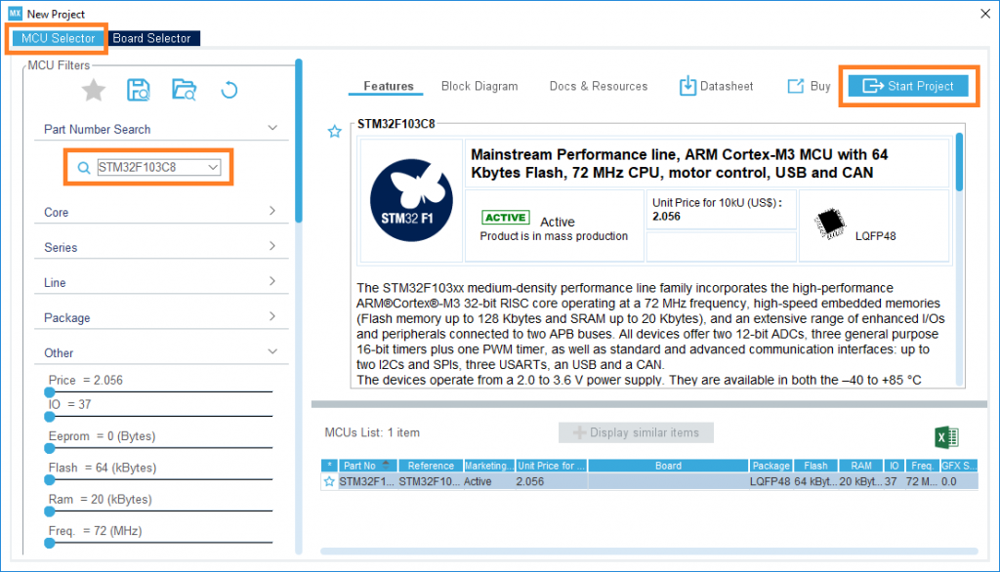 MX New Project
MCU Selector Board Selector
MCU Filters
Part Number Search
STM32F103C8
Core
Series
Line
Package
Other
Price = 2.056
IO = 37
Eeprom = 0 (Bytes)
Flash = 64 (kBytes)
Ram = 20 (kBytes)
Freq. = 72 (MHz)
Features Block Diagram Docs & Resources Datasheet Buy Start Project
STM32F103C8
STM32 F1
Mainstream Performance line, ARM Cortex-M3 MCU with 64
Kbytes Flash, 72 MHz CPU, motor control, USB and CAN
ACTIVE Active
Product is in mass production
Unit Price for 10kU (US$) :
2.056
LQFP48
The STM32F103xx medium-density performance line family incorporates the high-performance
ARM®Cortex®-M3 32-bit RISC core operating at a 72 MHz frequency, high-speed embedded memories
(Flash memory up to 128 Kbytes and SRAM up to 20 Kbytes), and an extensive range of enhanced I/Os
and peripherals connected to two APB buses. All devices offer two 12-bit ADCs, three general purpose
16-bit timers plus one PWM timer, as well as standard and advanced communication interfaces: up to
two I2Cs and SPIs, three USARTs, an USB and a CAN.
The devices operate from a 2.0 to 3.6 V power supply. They are available in both the –40 to +85 °C
MCUs List: 1 item
Display similar items
X
* Part No Reference Marketing... Unit Price for ... Board Package Flash RAM IO Freq. GFX S...
STM32F1... STM32F10... Active 2.056 LQFP48 64 kByt... 20 kByt... 37 72 M... 0.0